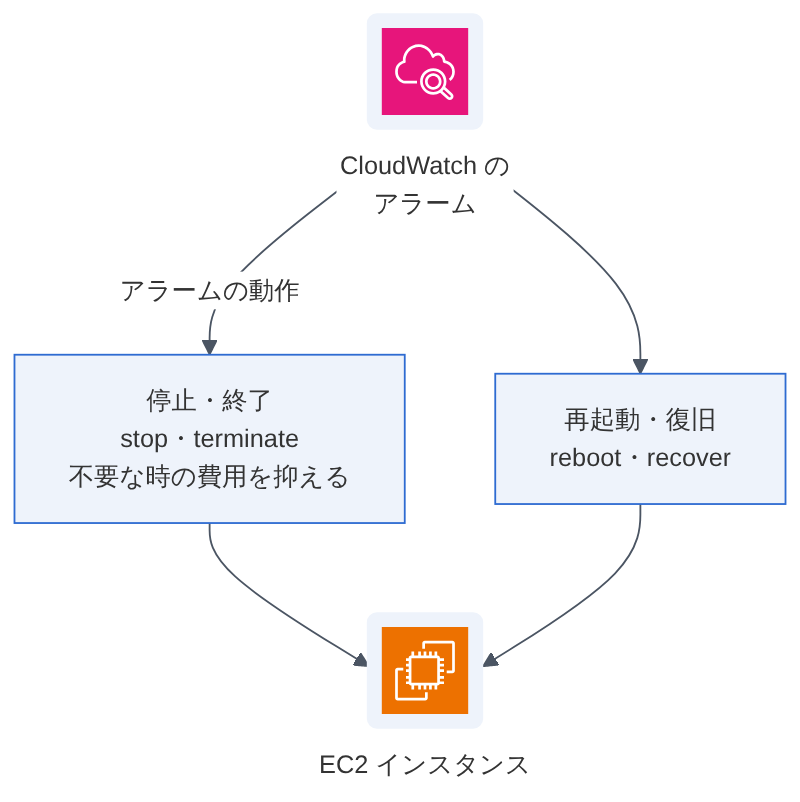 CloudWatch の
アラーム
アラームの動作
停止・終了
stop・terminate
不要な時の費用を抑える
再起動・復旧
reboot・recover
EC2 インスタンス